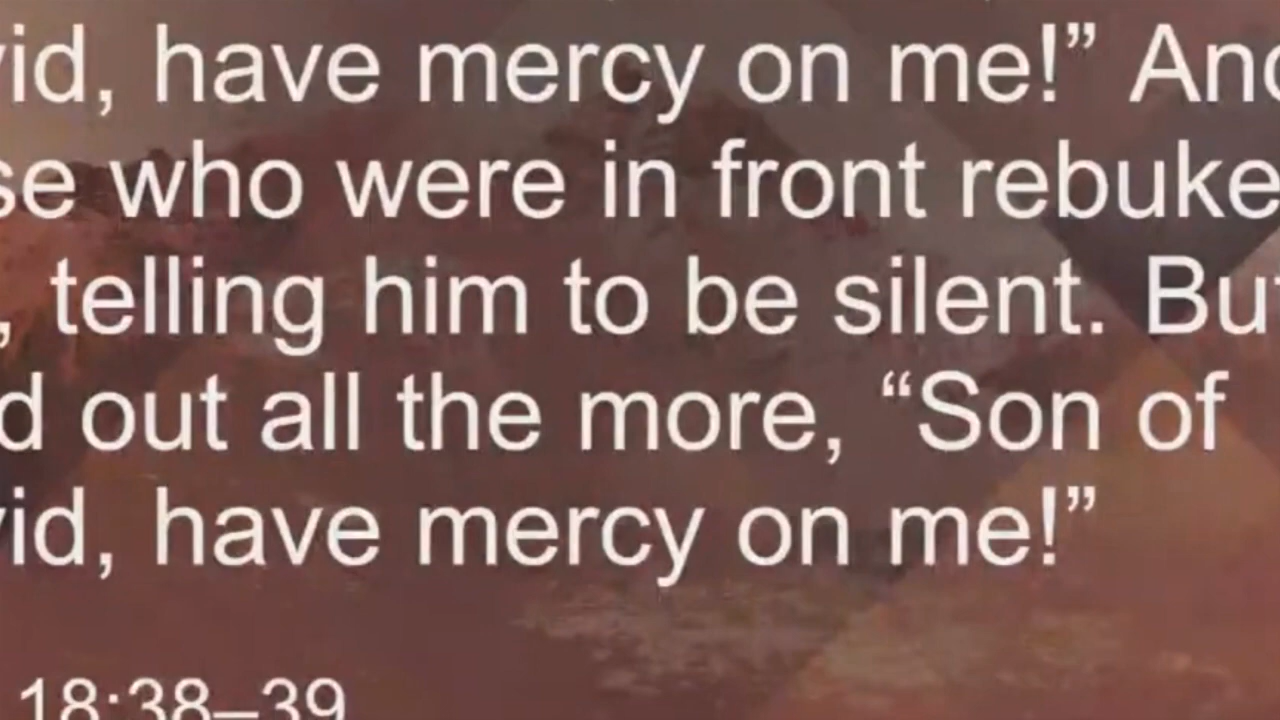 vid, have mercy on me!” And
se who were in front rebuke
, telling him to be silent. But
d out all the more, “Son of
vid, have mercy on me!”
18:38–39